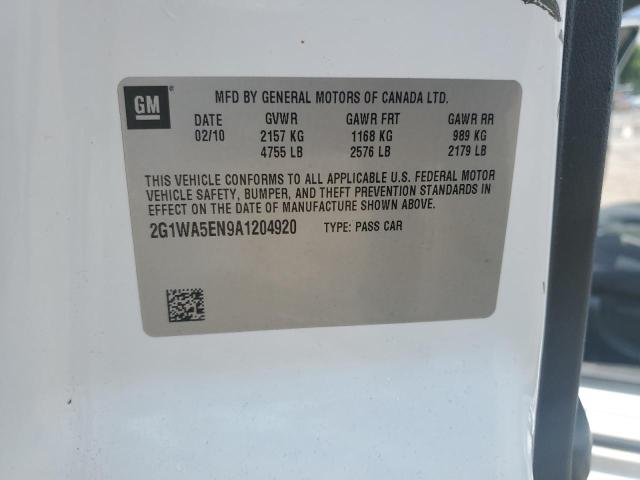 GM ®
MFD BY GENERAL MOTORS OF CANADA LTD.
DATE GVWR GAWR FRT GAWR RR
02/10 2157 KG 1168 KG 989 KG
4755 LB 2576 LB 2179 LB
THIS VEHICLE CONFORMS TO ALL APPLICABLE U.S. FEDERAL MOTOR
VEHICLE SAFETY, BUMPER, AND THEFT PREVENTION STANDARDS IN
EFFECT ON THE DATE OF MANUFACTURE SHOWN ABOVE.
2G1WA5EN9A1204920 TYPE: PASS CAR